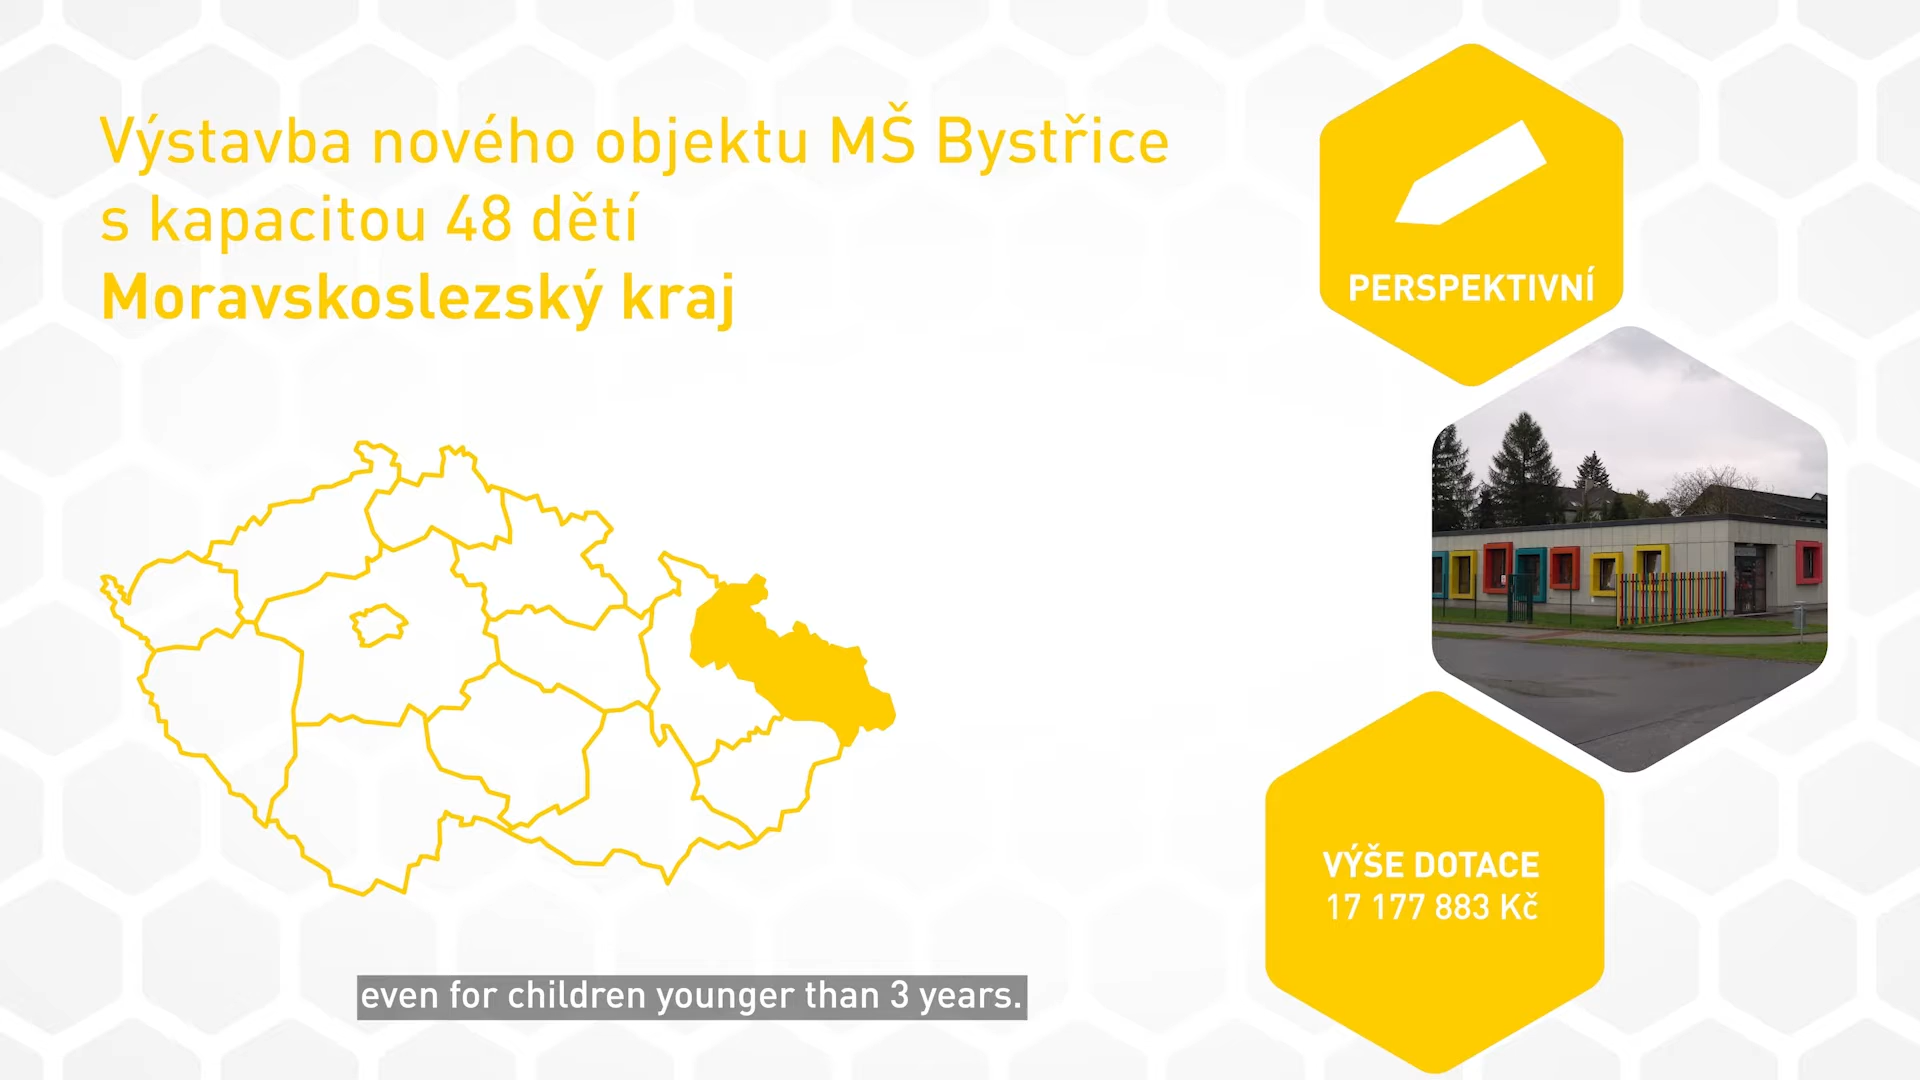 Výstavba nového objektu MŠ Bystřice
s kapacitou 48 dětí
Moravskoslezský kraj
PERSPEKTIVNÍ
VÝŠE DOTACE
17 177 883 Kč
even for children younger than 3 years.